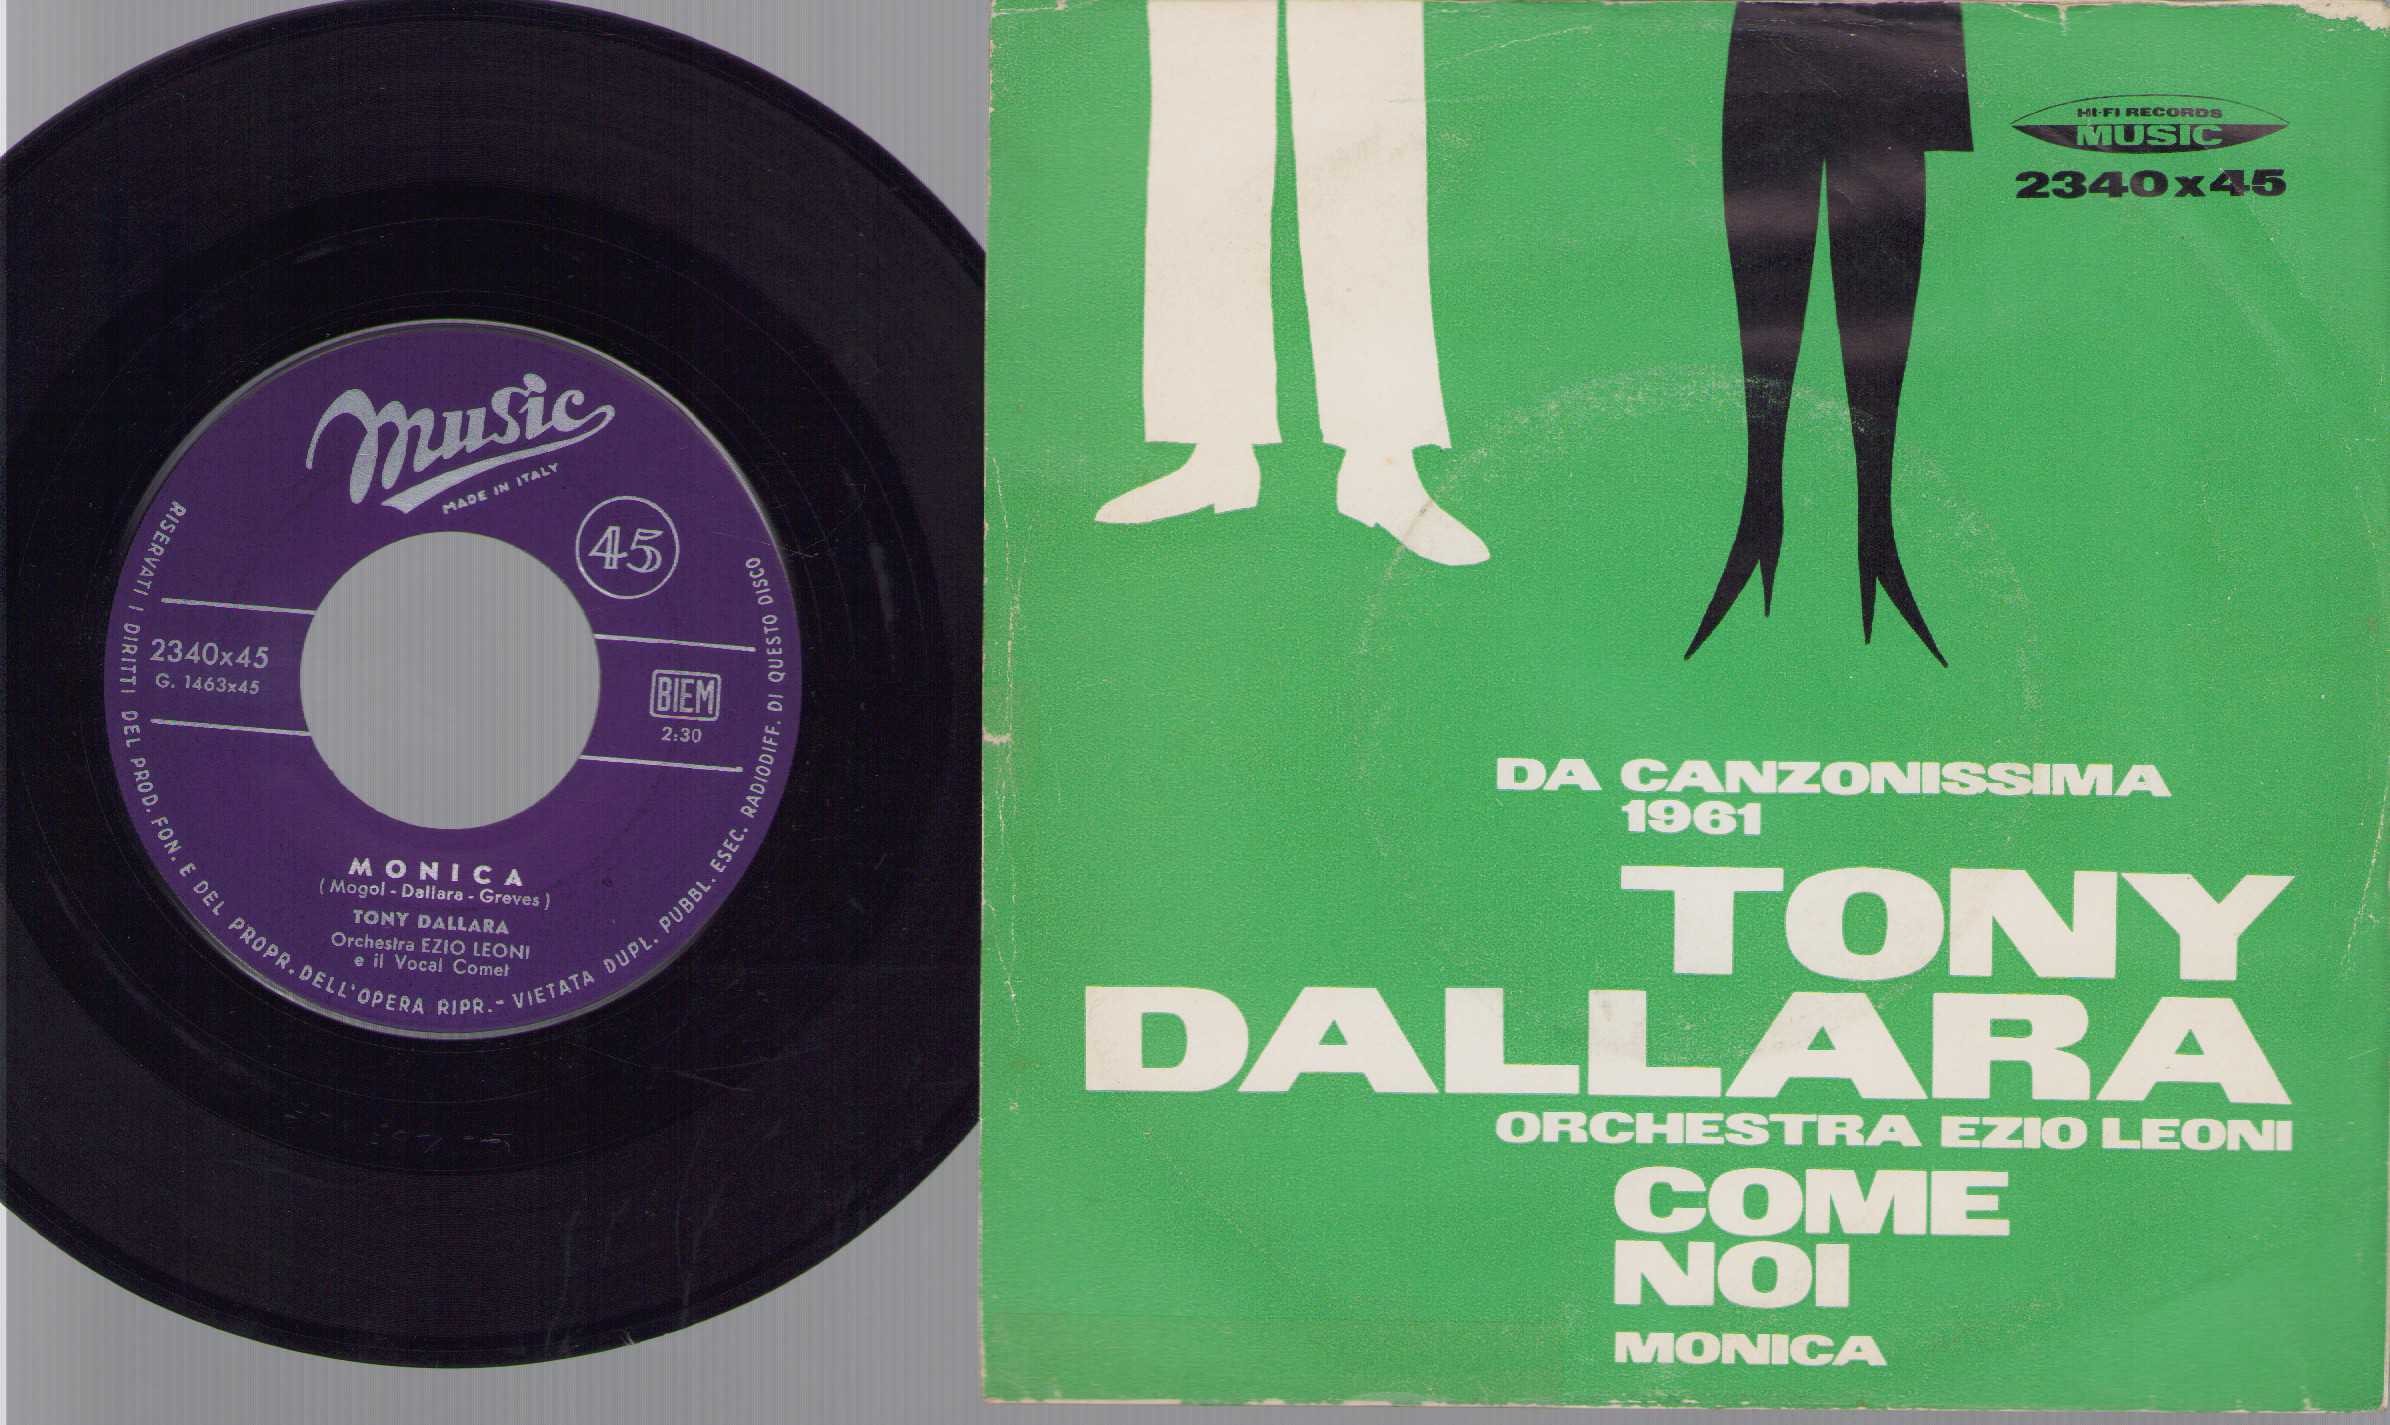 Music
MADE IN ITALY
45
2340x45
G. 1463x45
BIEM
2:30
MONICA
(Mogol - Dallara - Greves)
TONY DALLARA
Orchestra EZIO LEONI
e il Vocal Comet
RISERVATI I DIRITTI DEL PROD. FON. E DEL PROPR. DELL'OPERA RIPR. - VIETATA DUPL. PUBBL. ESEC. RADIODIFF. DI QUESTO DISCO
HI-FI RECORDS
MUSIC
2340x45
DA CANZONISSIMA
1961
TONY
DALLARA
ORCHESTRA EZIO LEONI
COME
NOI
MONICA